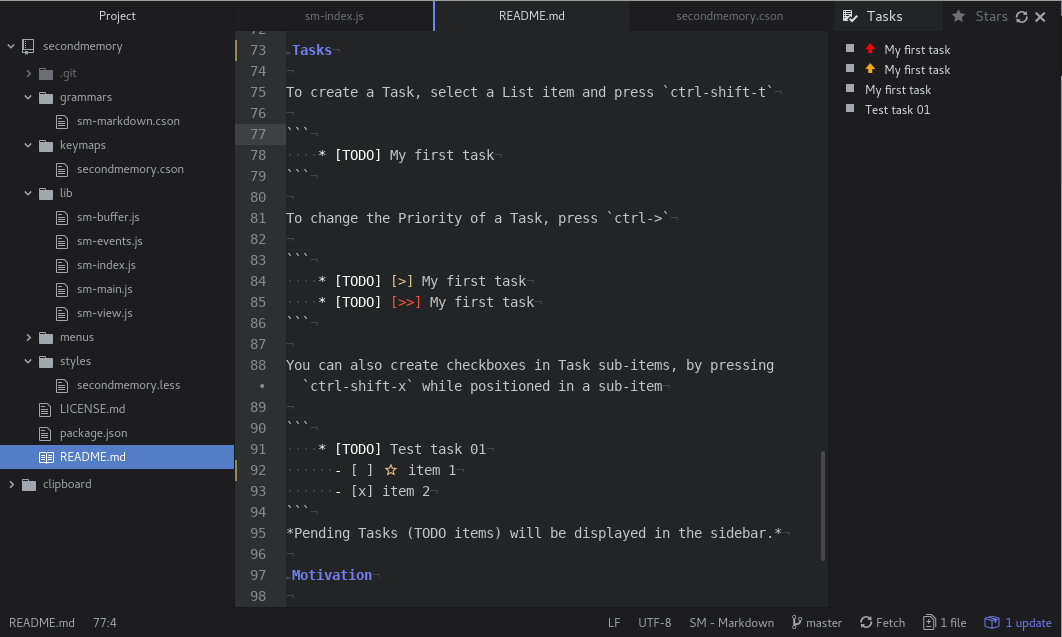 Project
secondmemory
.git
grammars
sm-markdown.cson
keymaps
secondmemory.cson
lib
sm-buffer.js
sm-events.js
sm-index.js
sm-main.js
sm-view.js
menus
styles
secondmemory.less
LICENSE.md
package.json
README.md
clipboard
sm-index.js
README.md
secondmemory.cson
72
73 Tasks¬
74 ¬
75 To create a Task, select a List item and press `ctrl-shift-t`¬
76 ¬
77 ```¬
78 ····* [TODO] My first task¬
79 ```¬
80 ¬
81 To change the Priority of a Task, press `ctrl->`¬
82 ¬
83 ```¬
84 ····* [TODO] [>] My first task¬
85 ····* [TODO] [>>] My first task¬
86 ```¬
87 ¬
88 You can also create checkboxes in Task sub-items, by pressing
• `ctrl-shift-x` while positioned in a sub-item¬
89 ¬
90 ```¬
91 ····* [TODO] Test task 01¬
92 ······- [ ] ☆ item 1¬
93 ······- [x] item 2¬
94 ```¬
95 *Pending Tasks (TODO items) will be displayed in the sidebar.*¬
96 ¬
97 Motivation¬
98 ¬
Tasks
Stars
My first task
My first task
My first task
Test task 01
README.md 77:4
LF UTF-8 SM - Markdown master Fetch 1 file 1 update